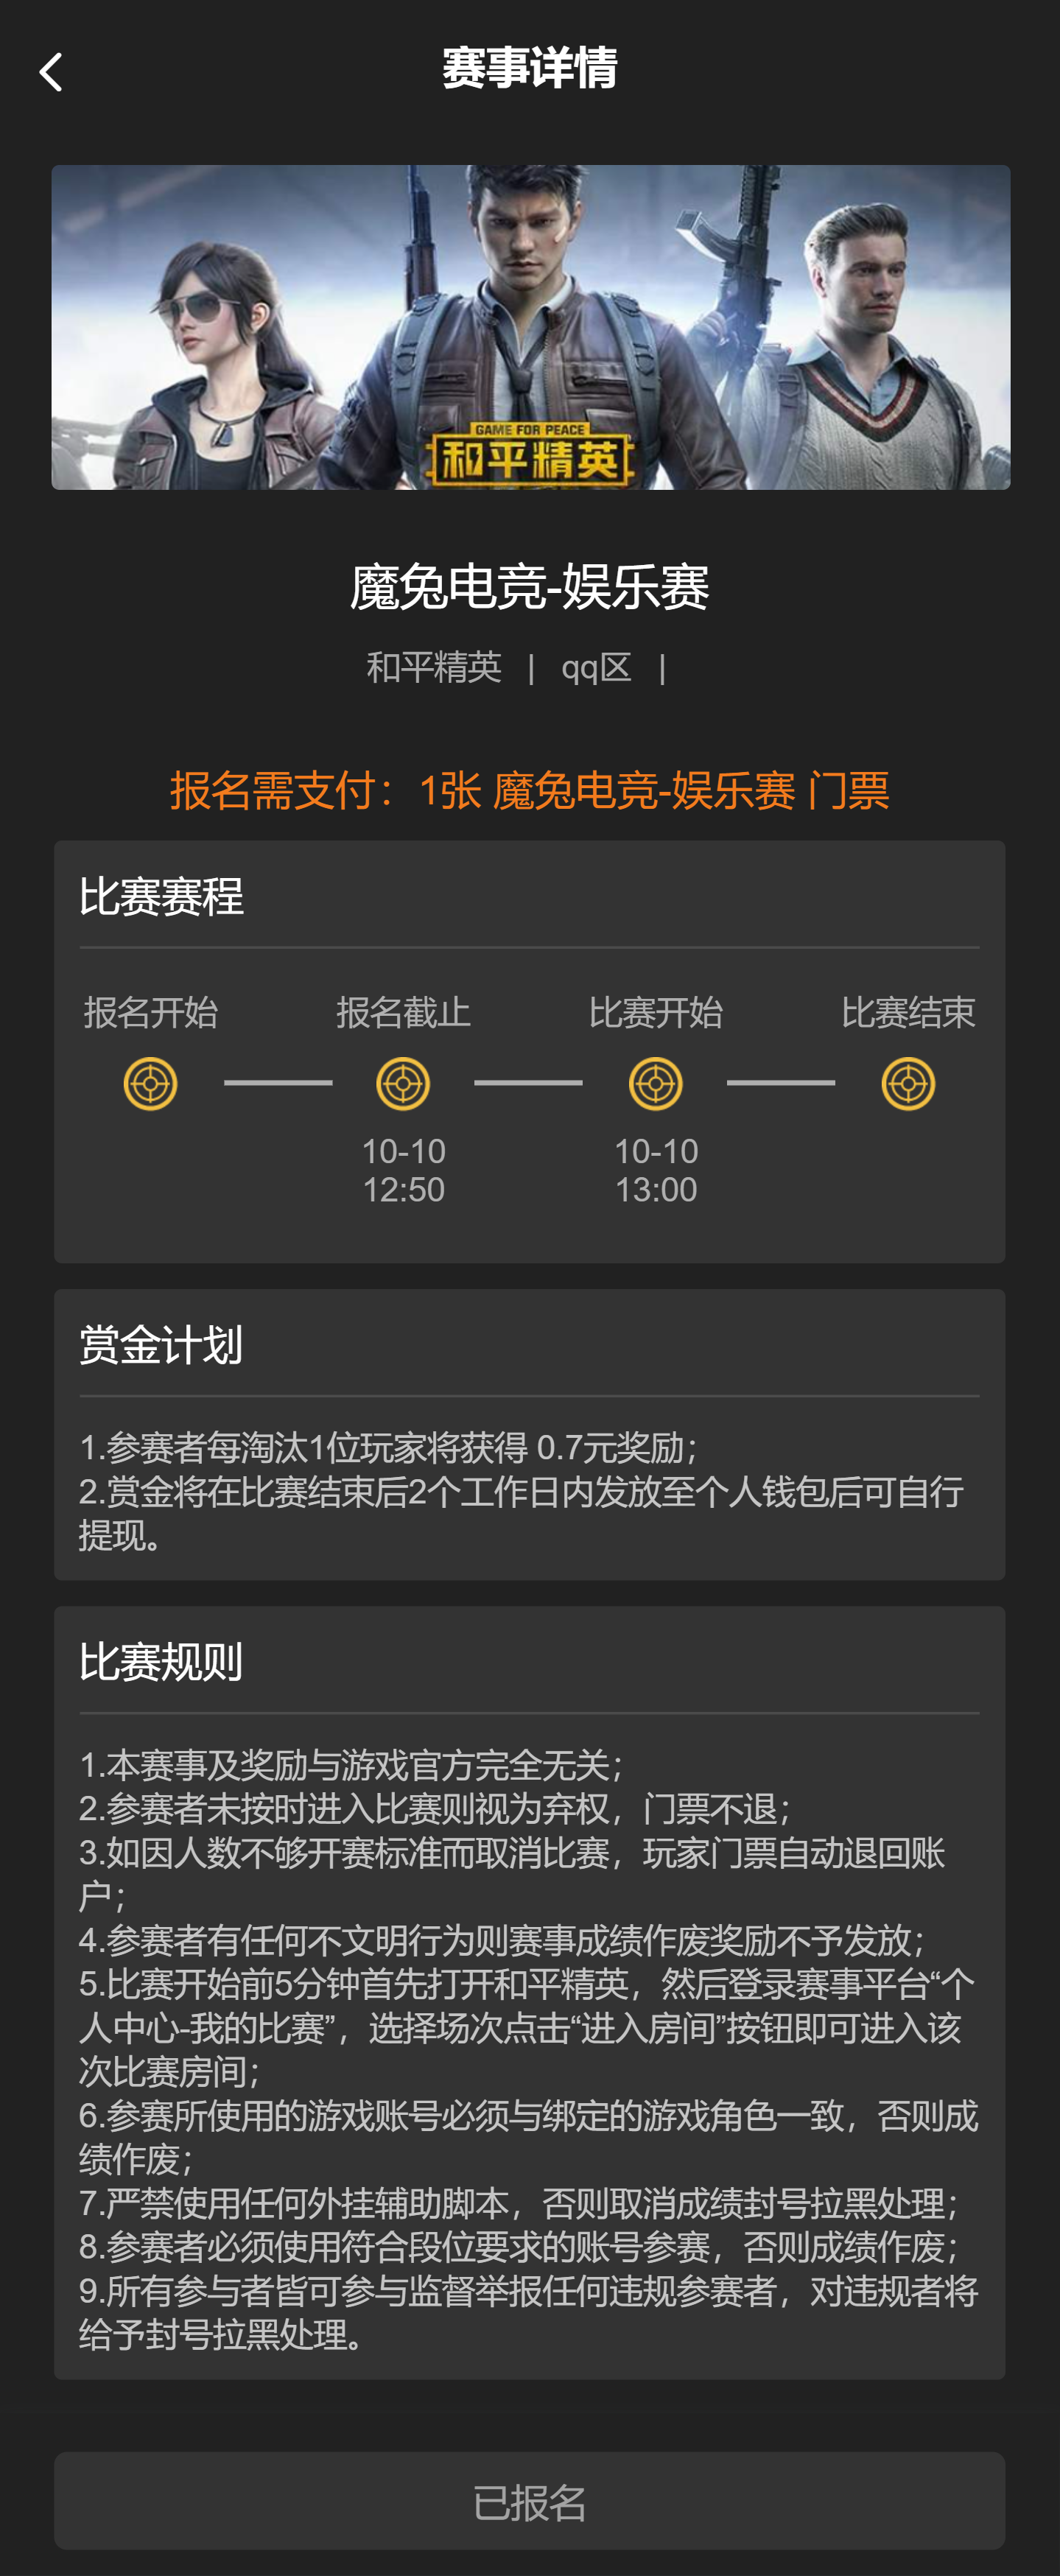 赛事详情
GAME FOR PEACE
和平精英
魔兔电竞-娱乐赛
和平精英 | qq区 |
报名需支付：1张 魔兔电竞-娱乐赛 门票
比赛赛程
报名开始 报名截止 比赛开始 比赛结束
10-10 10-10
12:50 13:00
赏金计划
1.参赛者每淘汰1位玩家将获得 0.7元奖励；
2.赏金将在比赛结束后2个工作日内发放至个人钱包后可自行
提现。
比赛规则
1.本赛事及奖励与游戏官方完全无关；
2.参赛者未按时进入比赛则视为弃权，门票不退；
3.如因人数不够开赛标准而取消比赛，玩家门票自动退回账
户；
4.参赛者有任何不文明行为则赛事成绩作废奖励不予发放；
5.比赛开始前5分钟首先打开和平精英，然后登录赛事平台“个
人中心-我的比赛”，选择场次点击“进入房间”按钮即可进入该
次比赛房间；
6.参赛所使用的游戏账号必须与绑定的游戏角色一致，否则成
绩作废；
7.严禁使用任何外挂辅助脚本，否则取消成绩封号拉黑处理；
8.参赛者必须使用符合段位要求的账号参赛，否则成绩作废；
9.所有参与者皆可参与监督举报任何违规参赛者，对违规者将
给予封号拉黑处理。
已报名